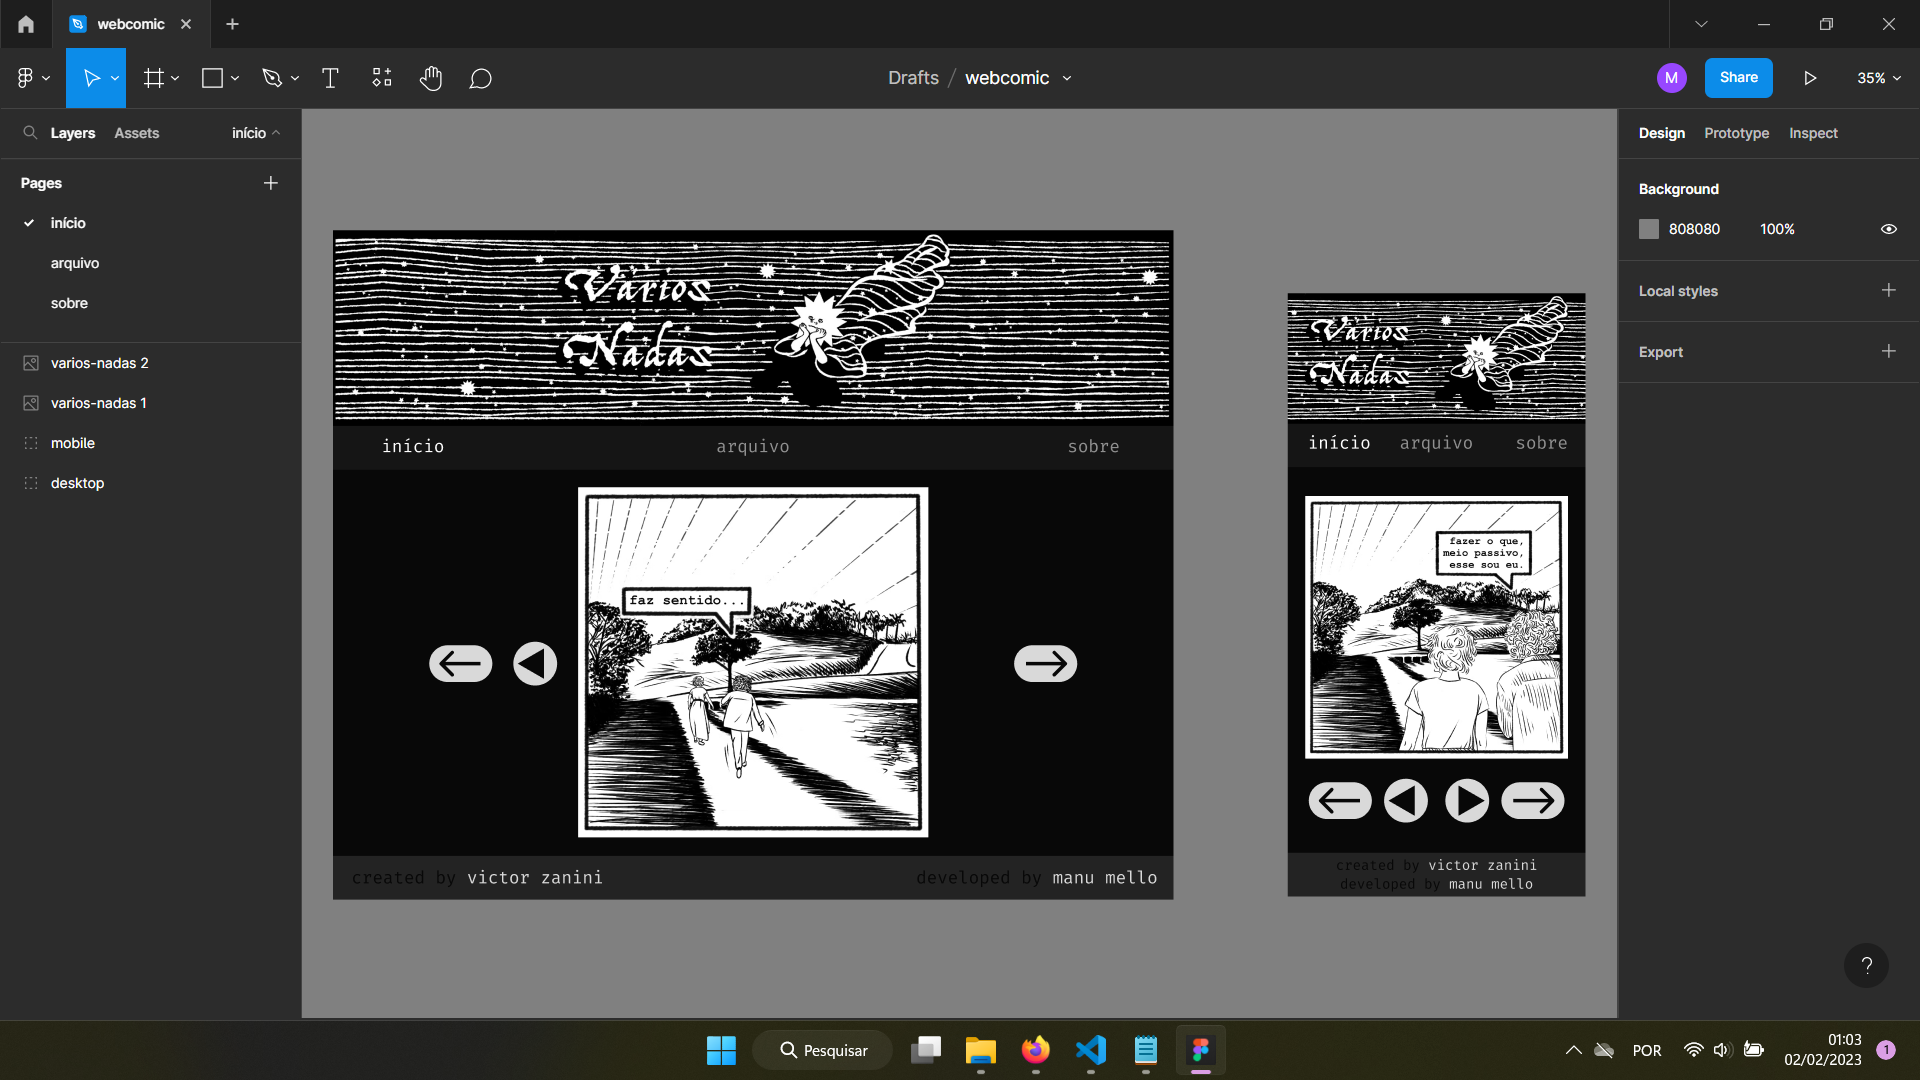 webcomic
Drafts / webcomic
M
Share
35%
Layers
Assets
início
Design
Prototype
Inspect
Pages
início
arquivo
sobre
varios-nadas 2
varios-nadas 1
mobile
desktop
Background
808080
100%
Local styles
Export
Vários
Nadas
início
arquivo
sobre
faz sentido...
created by victor zanini
developed by manu mello
Vários
Nadas
início
arquivo
sobre
fazer o que,
meio passivo,
esse sou eu.
created by victor zanini
developed by manu mello
?
Pesquisar
POR
01:03
02/02/2023
1